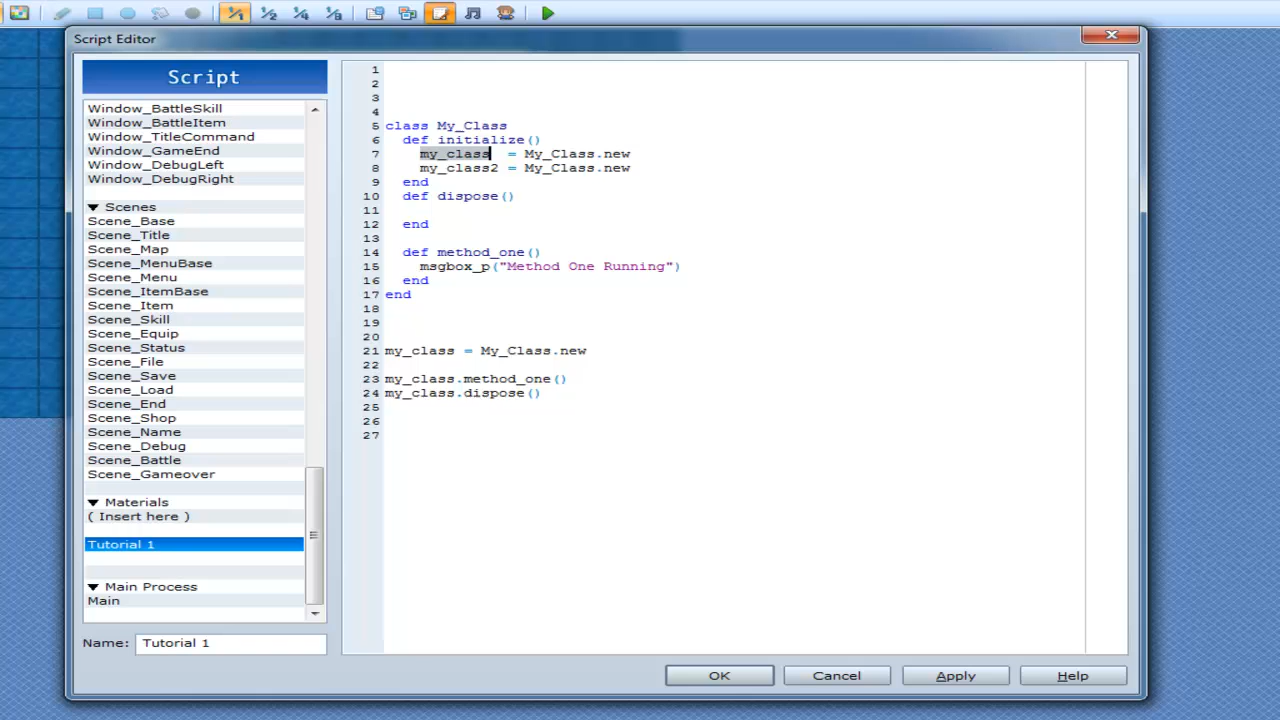 Script Editor
Script
Window_BattleSkill
Window_BattleItem
Window_TitleCommand
Window_GameEnd
Window_DebugLeft
Window_DebugRight
▼ Scenes
Scene_Base
Scene_Title
Scene_Map
Scene_MenuBase
Scene_Menu
Scene_ItemBase
Scene_Item
Scene_Skill
Scene_Equip
Scene_Status
Scene_File
Scene_Save
Scene_Load
Scene_End
Scene_Shop
Scene_Name
Scene_Debug
Scene_Battle
Scene_Gameover
▼ Materials
( Insert here )
Tutorial 1
▼ Main Process
Main
Name: Tutorial 1
1
2
3
4
5 class My_Class
6 def initialize()
7 my_class = My_Class.new
8 my_class2 = My_Class.new
9 end
10 def dispose()
11
12 end
13
14 def method_one()
15 msgbox_p("Method One Running")
16 end
17 end
18
19
20
21 my_class = My_Class.new
22
23 my_class.method_one()
24 my_class.dispose()
25
26
27
OK Cancel Apply Help